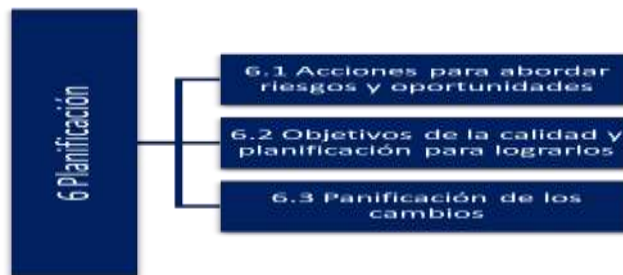 6 Planificación
6.1 Acciones para abordar
riesgos y oportunidades
6.2 Objetivos de la calidad y
planificación para lograrlos
6.3 Panificación de los
cambios